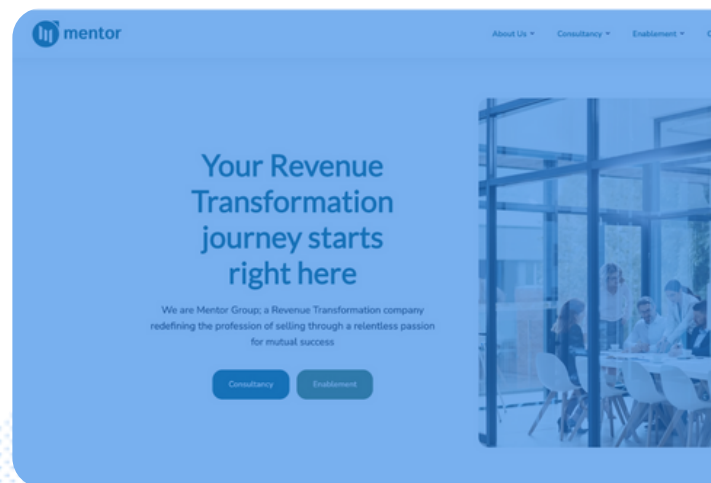 mentor
About Us
Consultancy
Enablement
Your Revenue
Transformation
journey starts
right here
We are Mentor Group; a Revenue Transformation company
redefining the profession of selling through a relentless passion
for mutual success
Consultancy
Enablement